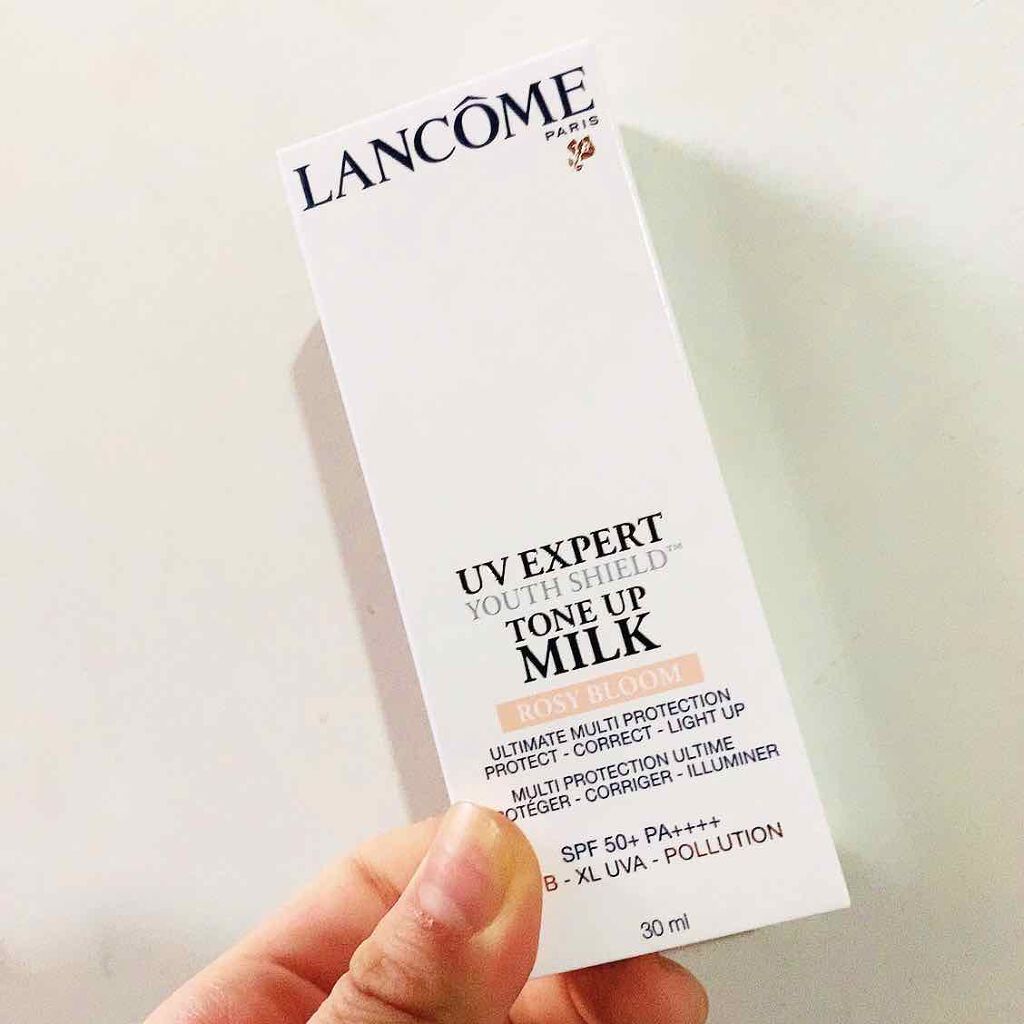 LANCÔME
PARIS
UV EXPERT
YOUTH SHIELD™
TONE UP
MILK
ROSY BLOOM
ULTIMATE MULTI PROTECTION
PROTECT - CORRECT - LIGHT UP
MULTI PROTECTION ULTIME
OTÉGER - CORRIGER - ILLUMINER
SPF 50+ PA++++
B - XL UVA - POLLUTION
30 ml